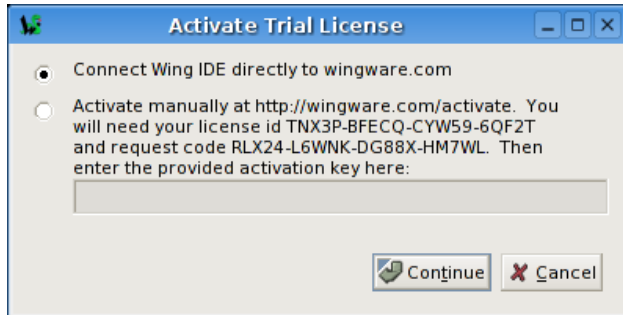 Activate Trial License
Connect Wing IDE directly to wingware.com
Activate manually at http://wingware.com/activate. You
will need your license id TNX3P-BFECQ-CYW59-6QF2T
and request code RLX24-L6WNK-DG88X-HM7WL. Then
enter the provided activation key here:
Continue
Cancel